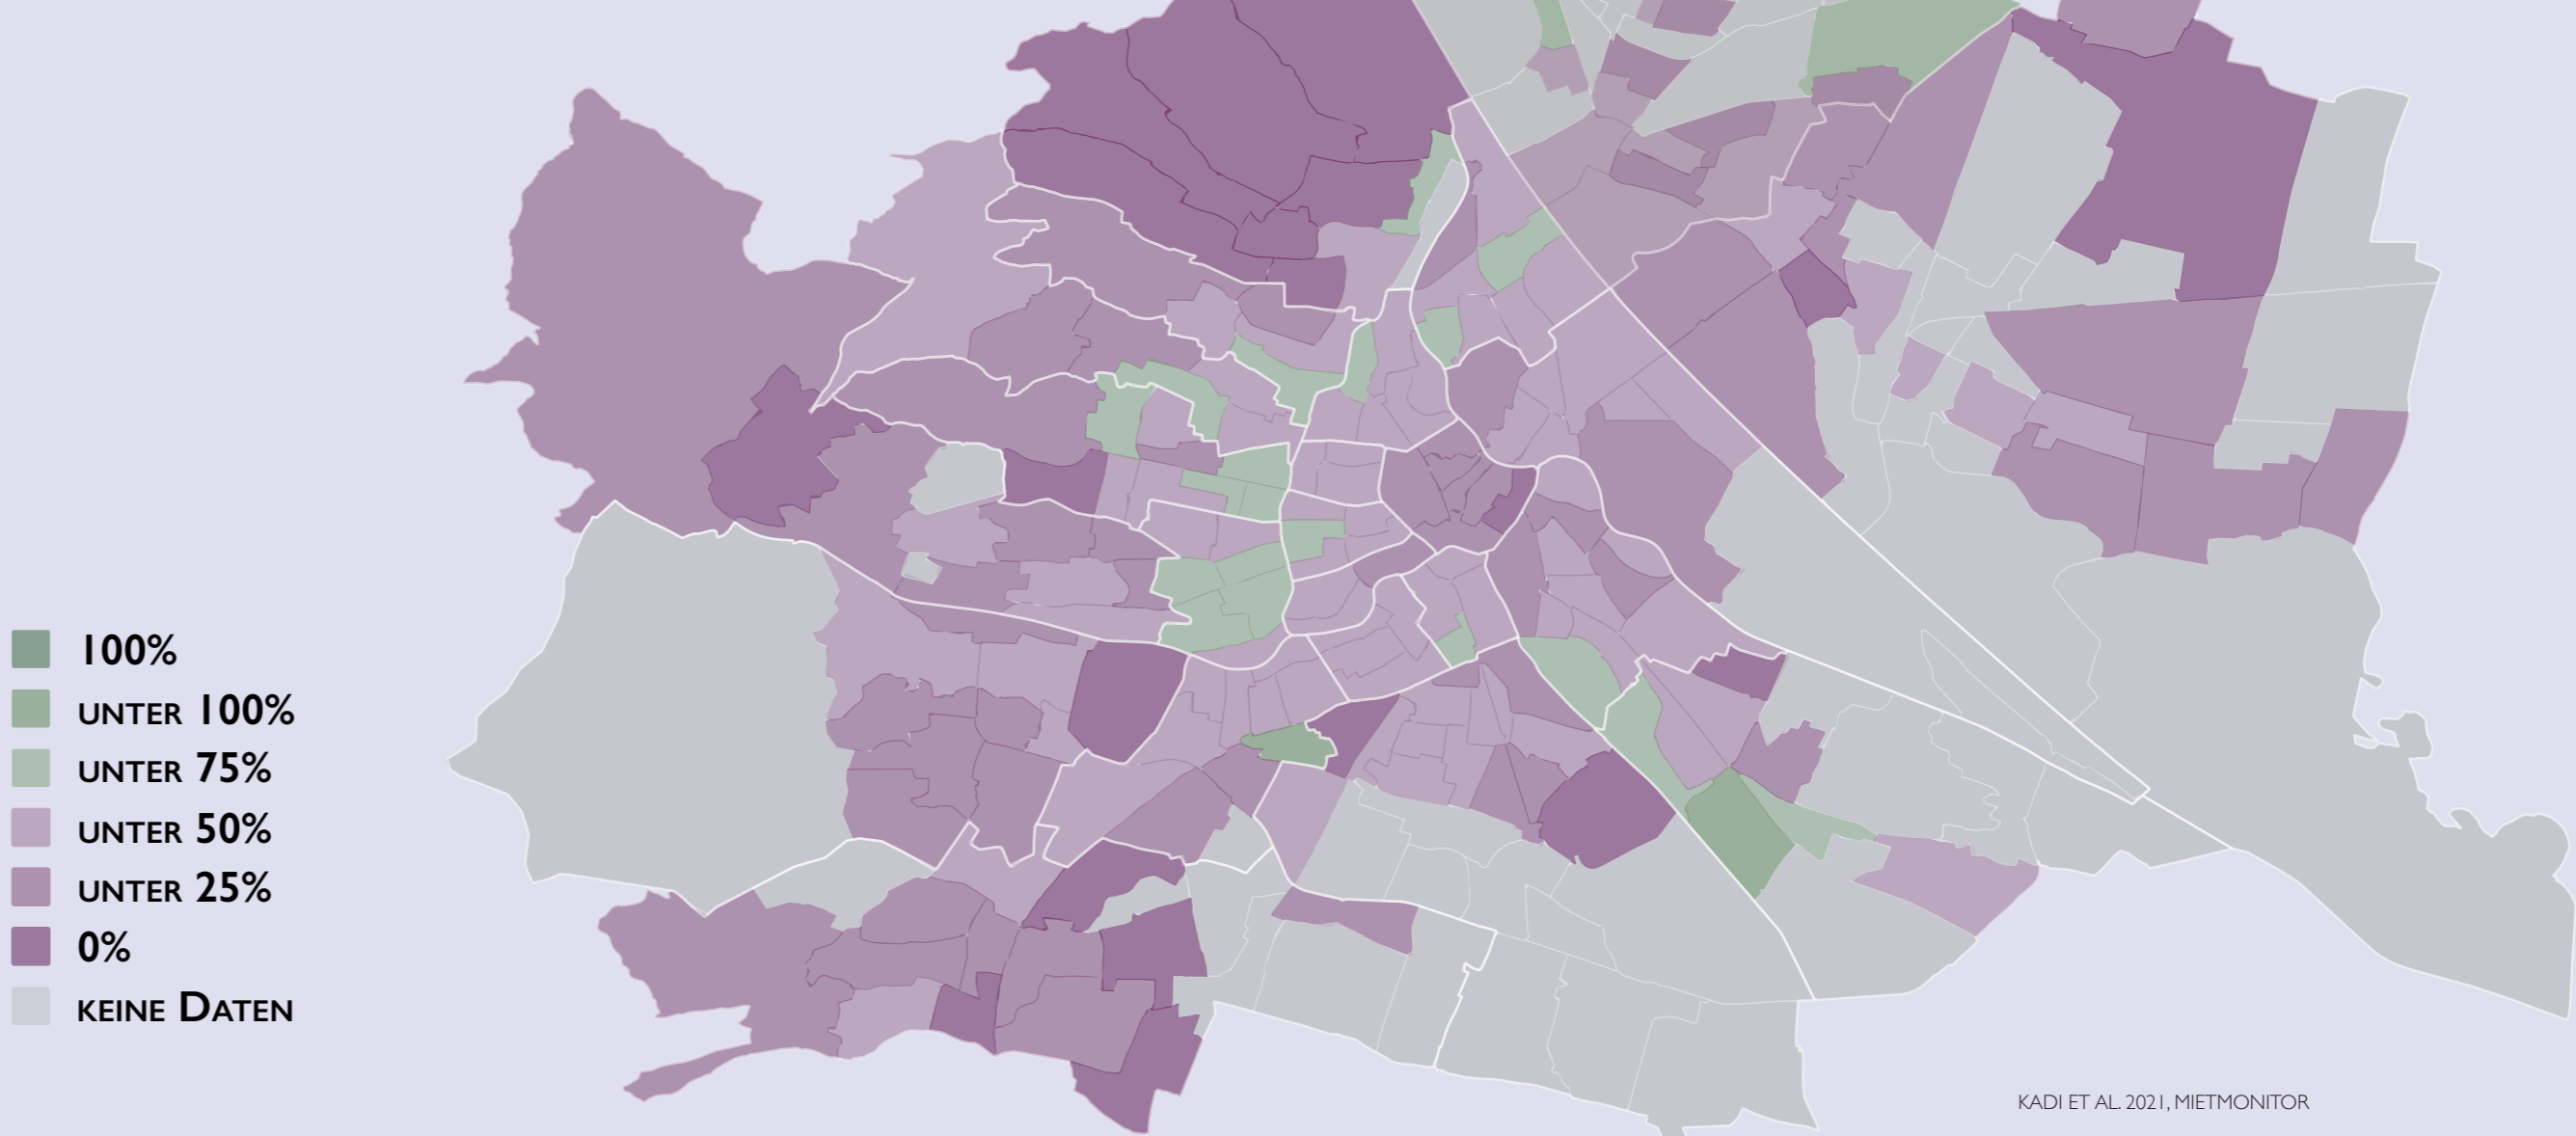 100%
UNTER 100%
UNTER 75%
UNTER 50%
UNTER 25%
0%
KEINE DATEN
KADI ET AL. 2021, MIETMONITOR